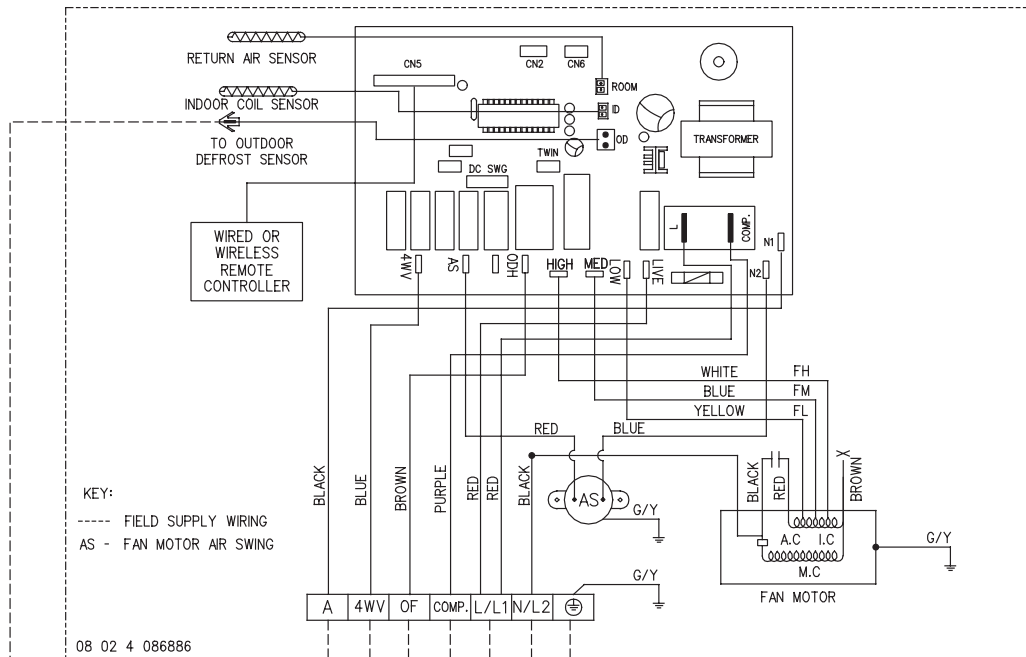 RETURN AIR SENSOR
INDOOR COIL SENSOR
TO OUTDOOR
DEFROST SENSOR
WIRED OR
WIRELESS
REMOTE
CONTROLLER
CN5
CN2
CN6
ROOM
ID
OD
TRANSFORMER
TWIN
DC SWG
L
COMP.
N1
N2
4WV
AS
ODH
HIGH
MED
LOW
LIVE
WHITE FH
BLUE FM
YELLOW FL
RED
BLUE
BLACK
BLUE
BROWN
PURPLE
RED
RED
BLACK
AS
G/Y
BLACK
RED
X
BROWN
A.C I.C
M.C
G/Y
FAN MOTOR
G/Y
KEY:
----- FIELD SUPPLY WIRING
AS - FAN MOTOR AIR SWING
A 4WV OF COMP. L/L1 N/L2
08 02 4 086886